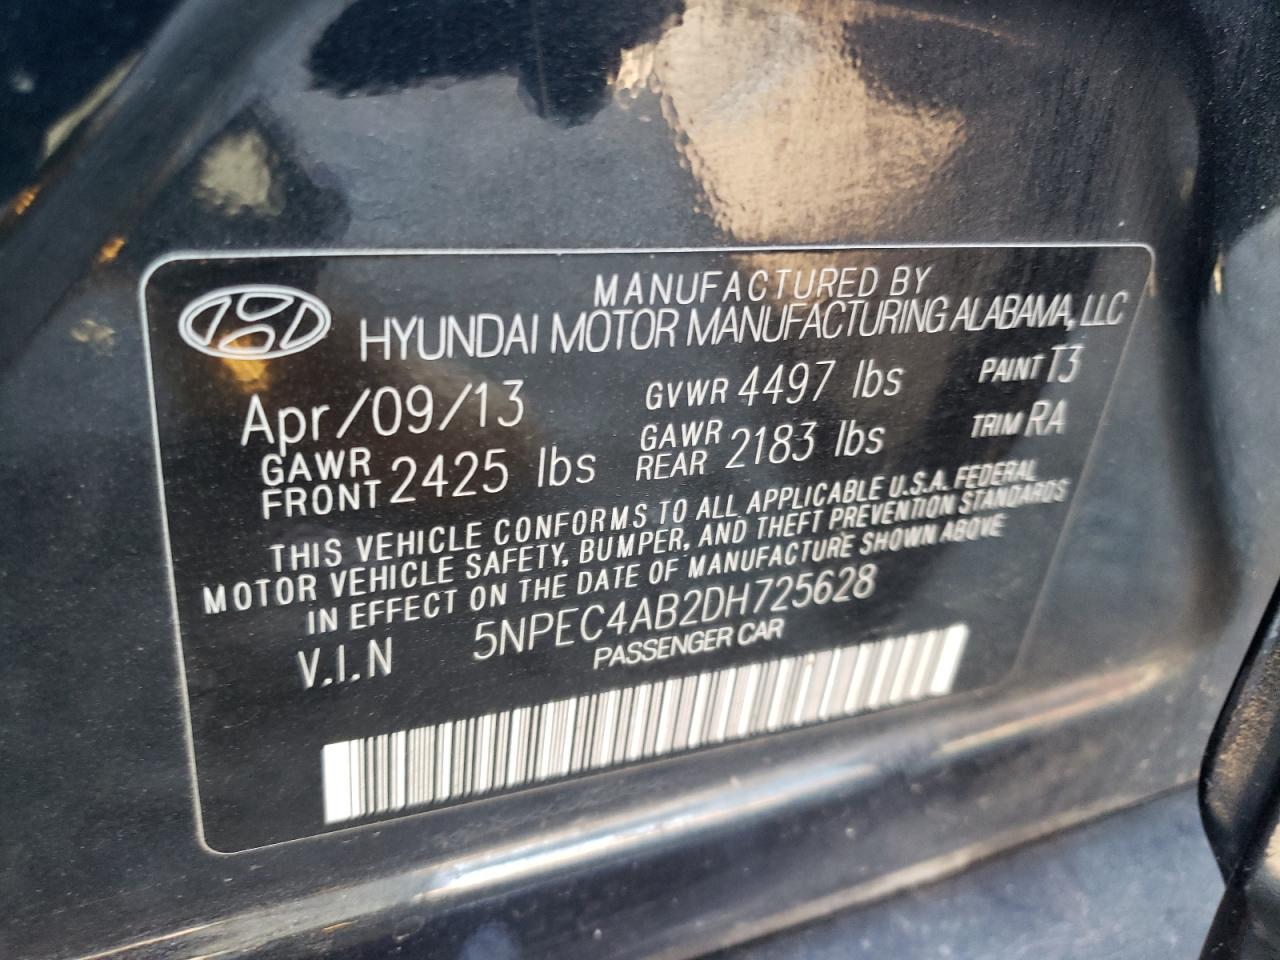 MANUFACTURED BY
HYUNDAI MOTOR MANUFACTURING ALABAMA, LLC
Apr/09/13 GVWR 4497 lbs PAINT T3
GAWR FRONT 2425 lbs GAWR REAR 2183 lbs TRIM RA
THIS VEHICLE CONFORMS TO ALL APPLICABLE U.S.A. FEDERAL
MOTOR VEHICLE SAFETY, BUMPER, AND THEFT PREVENTION STANDARDS
IN EFFECT ON THE DATE OF MANUFACTURE SHOWN ABOVE
V.I.N 5NPEC4AB2DH725628
PASSENGER CAR